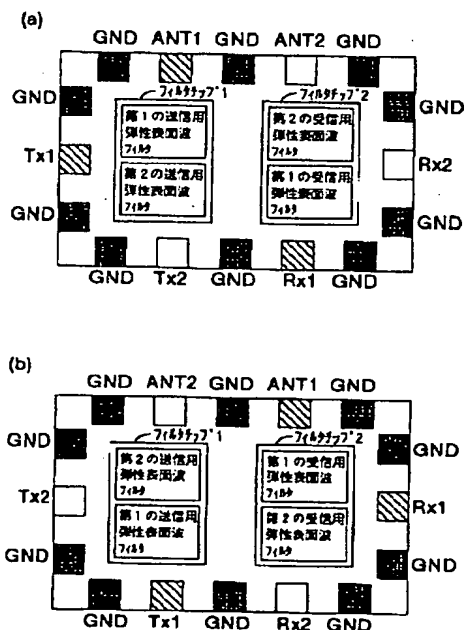 (a)
GND ANT1 GND ANT2 GND
フィルタチップ1
フィルタチップ2
GND
GND
第1の送信用
弾性表面波
フィルタ
第2の受信用
弾性表面波
フィルタ
Tx1
Rx2
第2の送信用
弾性表面波
フィルタ
第1の受信用
弾性表面波
フィルタ
GND
GND
GND Tx2 GND Rx1 GND
(b)
GND ANT2 GND ANT1 GND
フィルタチップ1
フィルタチップ2
GND
GND
第2の送信用
弾性表面波
フィルタ
第1の受信用
弾性表面波
フィルタ
Tx2
Rx1
第1の送信用
弾性表面波
フィルタ
第2の受信用
弾性表面波
フィルタ
GND
GND
GND Tx1 GND Rx2 GND